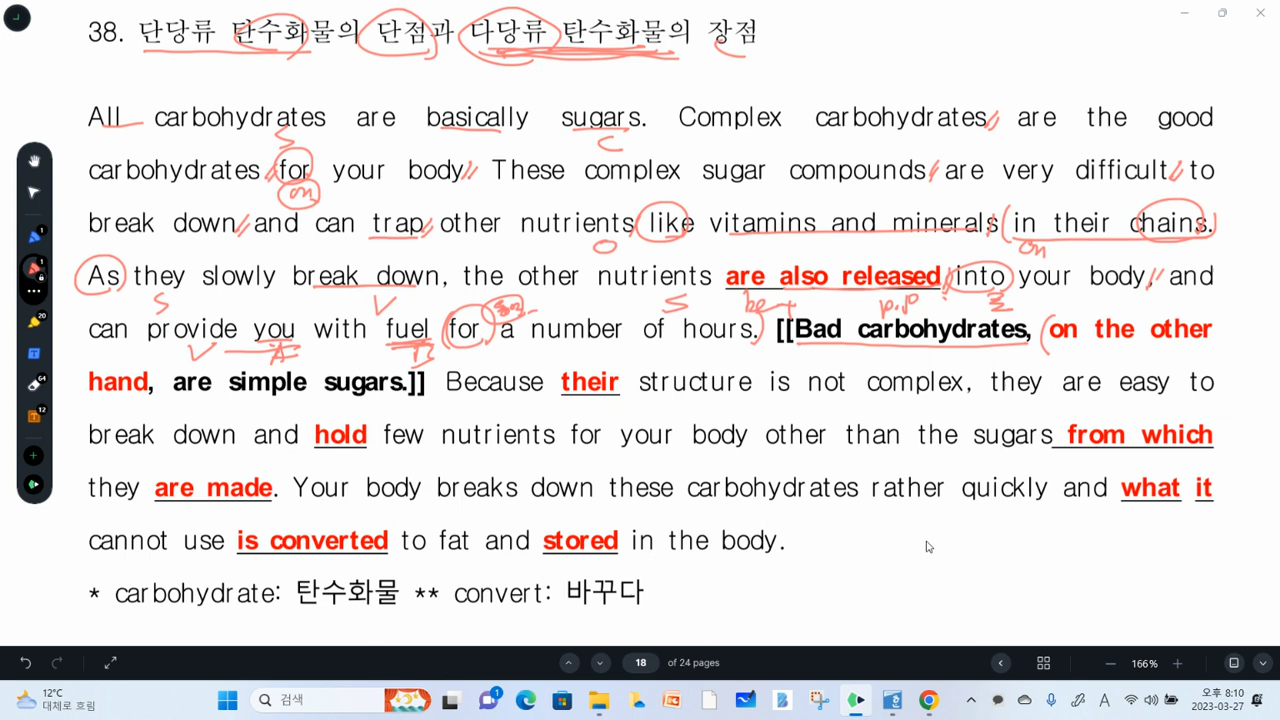 38. 단당류 탄수화물의 단점과 다당류 탄수화물의 장점
All carbohydrates are basically sugars. Complex carbohydrates are the good
carbohydrates for your body. These complex sugar compounds are very difficult to
break down and can trap other nutrients like vitamins and minerals in their chains.
As they slowly break down, the other nutrients are also released into your body, and
can provide you with fuel for a number of hours. [[Bad carbohydrates, on the other
hand, are simple sugars.]] Because their structure is not complex, they are easy to
break down and hold few nutrients for your body other than the sugars from which
they are made. Your body breaks down these carbohydrates rather quickly and what it
cannot use is converted to fat and stored in the body.
* carbohydrate: 탄수화물 ** convert: 바꾸다
18 of 24 pages
166%
12°C
대체로 흐림
검색
오후 8:10
2023-03-27